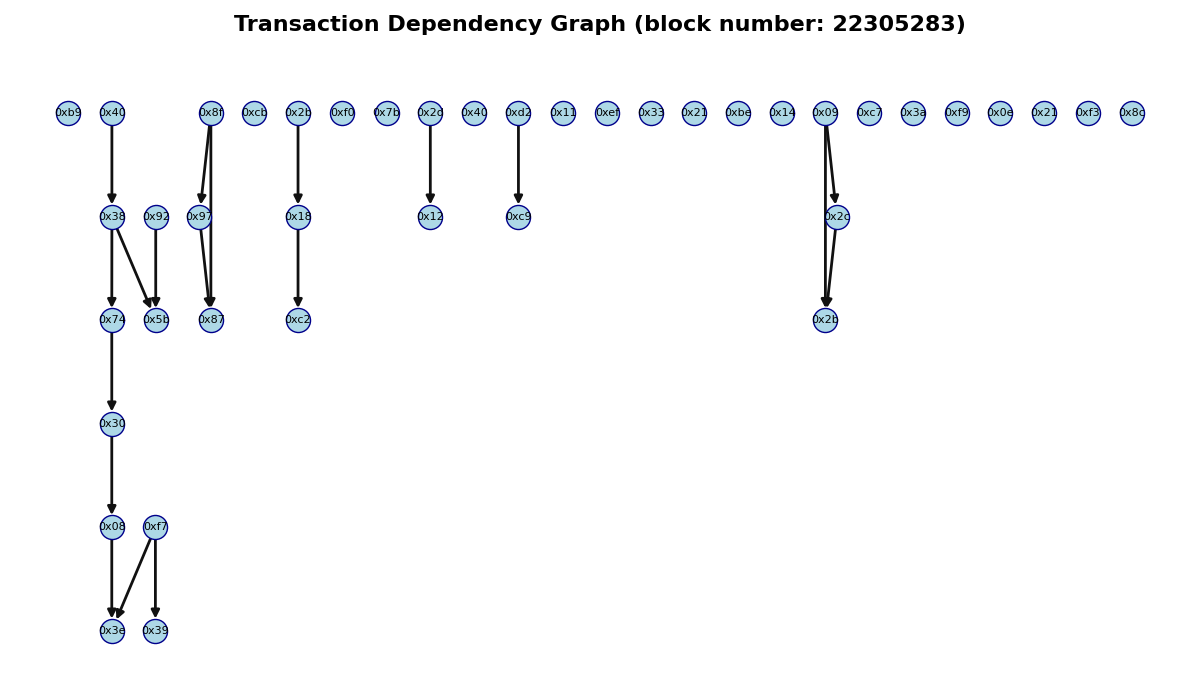 Transaction Dependency Graph (block number: 22305283)
0xb9 0x40 0x8f 0xcb 0x2b 0xf0 0x7b 0x2d 0x40 0xd2 0x11 0xef 0x33 0x21 0xbe 0x14 0x09 0xc7 0x3a 0xf9 0x0e 0x21 0xf3 0x8c
0x38 0x92 0x97 0x18 0x12 0xc9 0x2c
0x74 0x5b 0x87 0xc2 0x2b
0x30
0x08 0xf7
0x3e 0x39